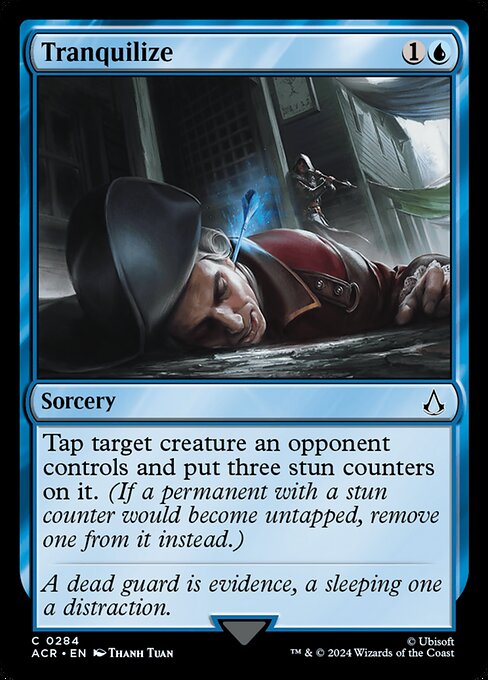 Tranquilize 1
Sorcery
Tap target creature an opponent
controls and put three stun counters
on it. (If a permanent with a stun
counter would become untapped, remove
one from it instead.)
A dead guard is evidence, a sleeping one
a distraction.
C 0284
ACR • EN Thanh Tuan
© Ubisoft
™ & © 2024 Wizards of the Coast